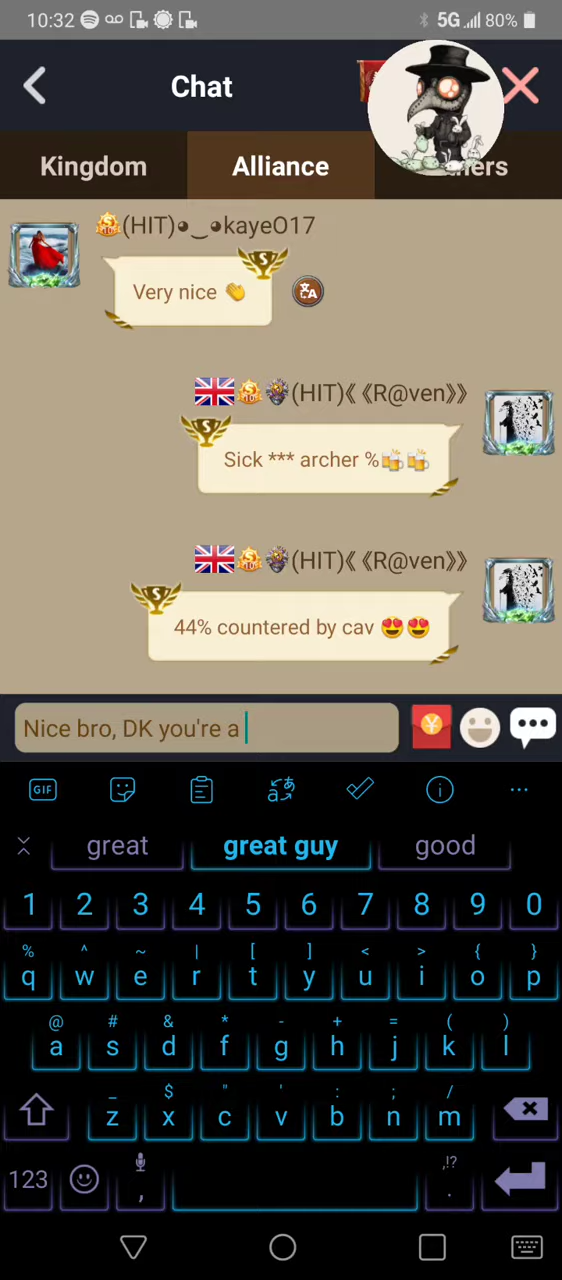 10:32
5G 80%
Chat
Kingdom
Alliance
hers
(HIT)◕‿◕kayeO17
Very nice 👏
(HIT)《《R@ven》》
Sick *** archer %🍻🍻
(HIT)《《R@ven》》
44% countered by cav 😍😍
Nice bro, DK you're a
GIF
great
great guy
good
1 2 3 4 5 6 7 8 9 0
% ^ ~ | [ ] < > { }
q w e r t y u i o p
@ # & * - + = ( )
a s d f g h j k l
_ $ " ' : ; /
z x c v b n m
,!?
123 , .